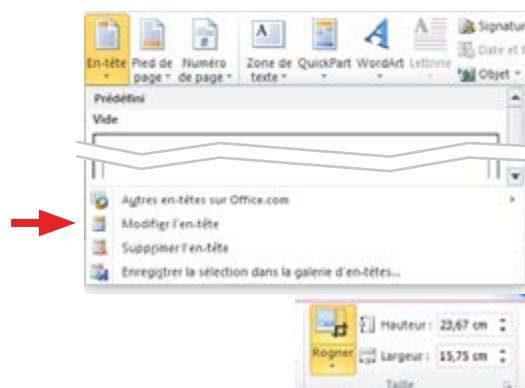 En-tête Pied de page Numéro de page Zone de texte QuickPart WordArt Lettrine Signatur
Date et
Objet
Prédéfini
Vide
Autres en-têtes sur Office.com
Modifier l'en-tête
Supprimer l'en-tête
Enregistrer la sélection dans la galerie d'en-têtes...
Rogner
Hauteur : 23,67 cm
Largeur : 15,75 cm
Taille